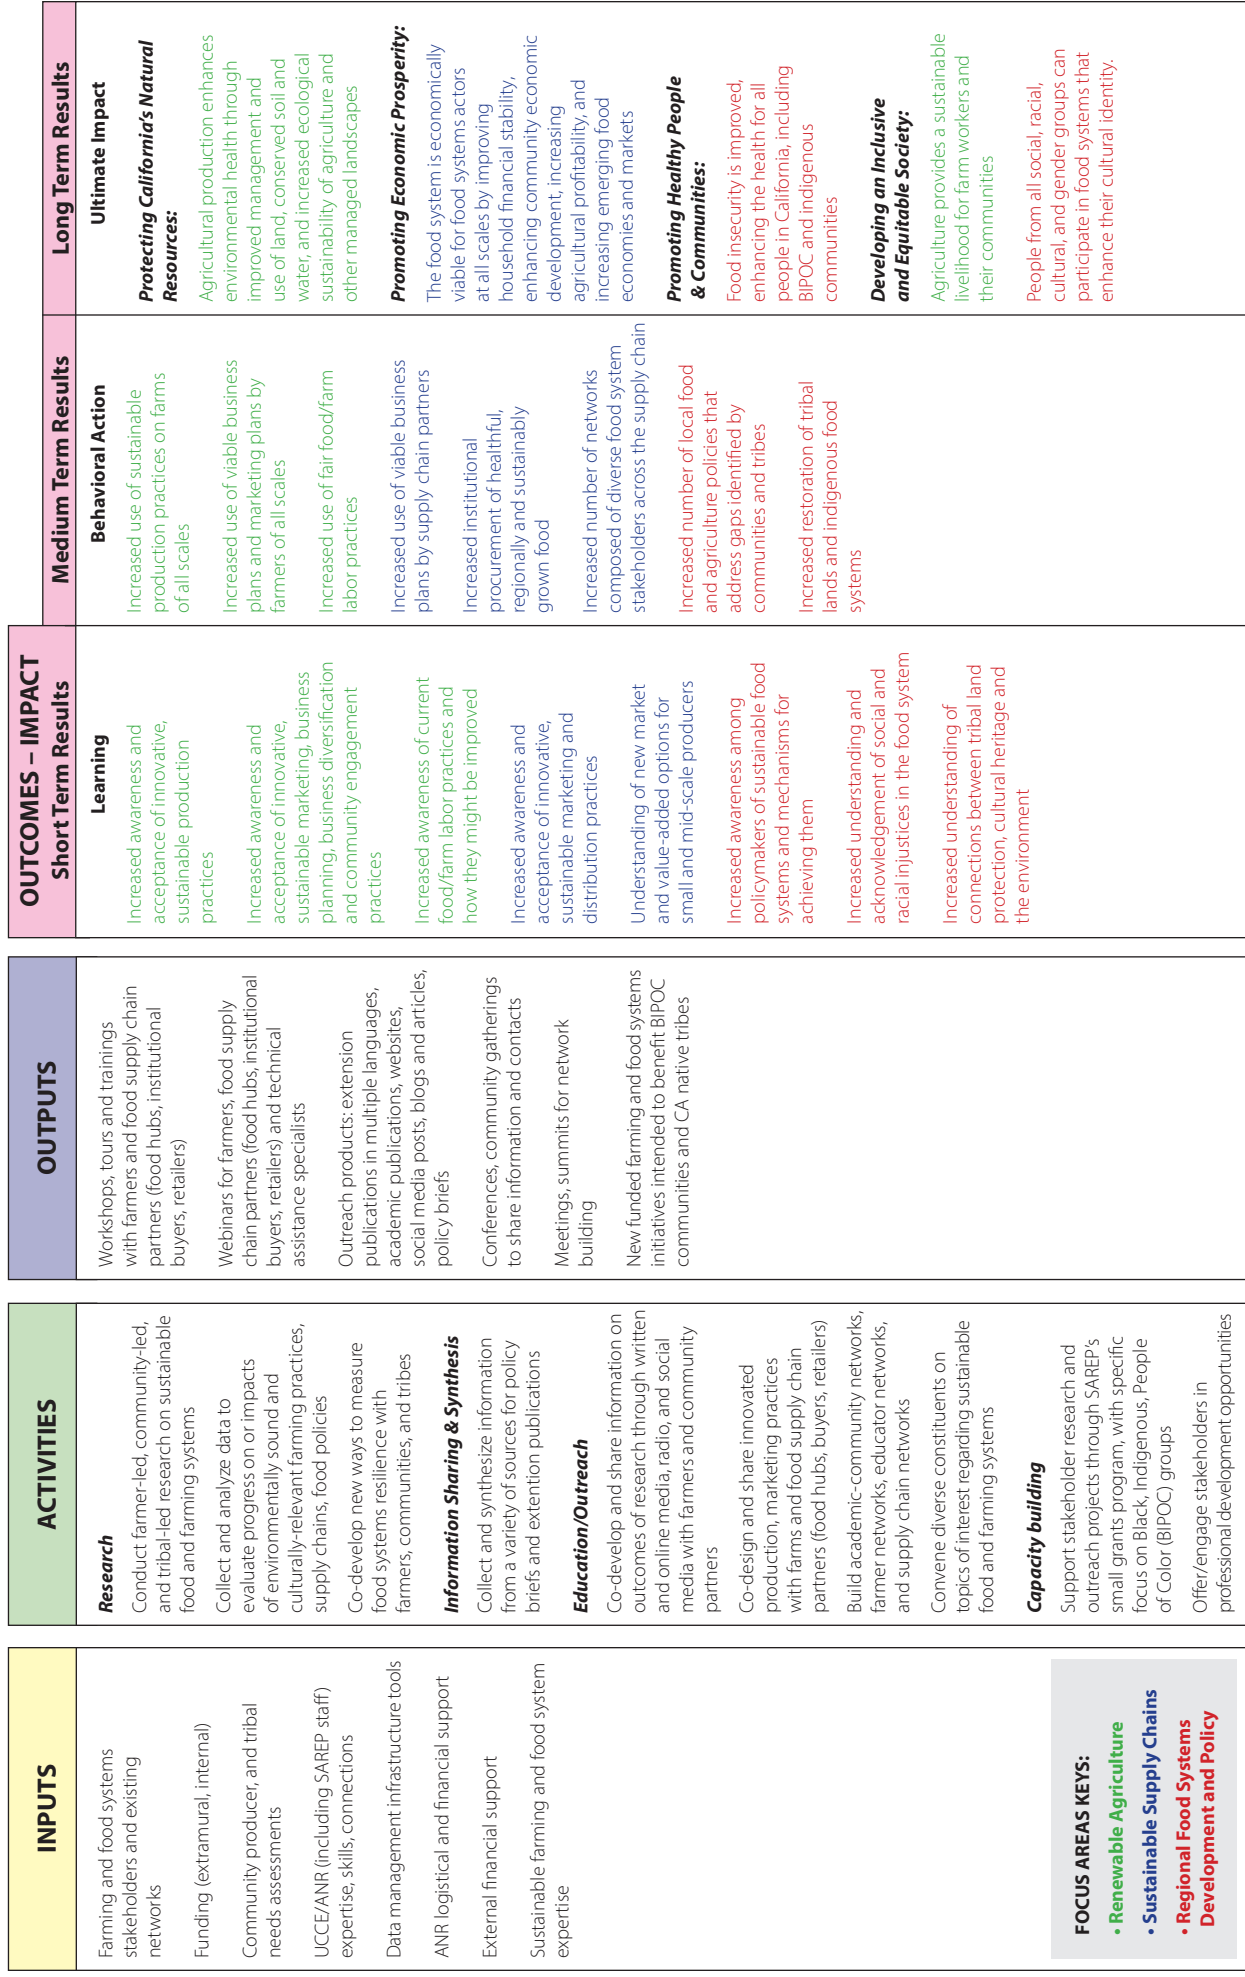 INPUTS
Farming and food systems
stakeholders and existing
networks
Funding (extramural, internal)
Community producer, and tribal
needs assessments
UCCE/ANR (including SAREP staff)
expertise, skills, connections
Data management infrastructure tools
ANR logistical and financial support
External financial support
Sustainable farming and food system
expertise
FOCUS AREAS KEYS:
• Renewable Agriculture
• Sustainable Supply Chains
• Regional Food Systems
Development and Policy
ACTIVITIES
Research
Conduct farmer-led, community-led,
and tribal-led research on sustainable
food and farming systems
Collect and analyze data to
evaluate progress on or impacts
of environmentally sound and
culturally-relevant farming practices,
supply chains, food policies
Co-develop new ways to measure
food systems resilience with
farmers, communities, and tribes
Information Sharing & Synthesis
Collect and synthesize information
from a variety of sources for policy
briefs and extention publications
Education/Outreach
Co-develop and share information on
outcomes of research through written
and online media, radio, and social
media with farmers and community
partners
Co-design and share innovated
production, marketing practices
with farms and food supply chain
partners (food hubs, buyers, retailers)
Build academic-community networks,
farmer networks, educator networks,
and supply chain networks
Convene diverse constituents on
topics of interest regarding sustainable
food and farming systems
Capacity building
Support stakeholder research and
outreach projects through SAREP's
small grants program, with specific
focus on Black, Indigenous, People
of Color (BIPOC) groups
Offer/engage stakeholders in
professional development opportunities
OUTPUTS
Workshops, tours and trainings
with farmers and food supply chain
partners (food hubs, institutional
buyers, retailers)
Webinars for farmers, food supply
chain partners (food hubs, institutional
buyers, retailers) and technical
assistance specialists
Outreach products: extension
publications in multiple languages,
academic publications, websites,
social media posts, blogs and articles,
policy briefs
Conferences, community gatherings
to share information and contacts
Meetings, summits for network
building
New funded farming and food systems
initiatives intended to benefit BIPOC
communities and CA native tribes
OUTCOMES – IMPACT
Short Term Results
Learning
Increased awareness and
acceptance of innovative,
sustainable production
practices
Increased awareness and
acceptance of innovative,
sustainable marketing, business
planning, business diversification
and community engagement
practices
Increased awareness of current
food/farm labor practices and
how they might be improved
Increased awareness and
acceptance of innovative,
sustainable marketing and
distribution practices
Understanding of new market
and value-added options for
small and mid-scale producers
Increased awareness among
policymakers of sustainable food
systems and mechanisms for
achieving them
Increased understanding and
acknowledgement of social and
racial injustices in the food system
Increased understanding of
connections between tribal land
protection, cultural heritage and
the environment
Medium Term Results
Behavioral Action
Increased use of sustainable
production practices on farms
of all scales
Increased use of viable business
plans and marketing plans by
farmers of all scales
Increased use of fair food/farm
labor practices
Increased use of viable business
plans by supply chain partners
Increased institutional
procurement of healthful,
regionally and sustainably
grown food
Increased number of networks
composed of diverse food system
stakeholders across the supply chain
Increased number of local food
and agriculture policies that
address gaps identified by
communities and tribes
Increased restoration of tribal
lands and indigenous food
systems
Long Term Results
Ultimate Impact
Protecting California's Natural
Resources:
Agricultural production enhances
environmental health through
improved management and
use of land, conserved soil and
water, and increased ecological
sustainability of agriculture and
other managed landscapes
Promoting Economic Prosperity:
The food system is economically
viable for food systems actors
at all scales by improving
household financial stability,
enhancing community economic
development, increasing
agricultural profitability, and
increasing emerging food
economies and markets
Promoting Healthy People
& Communities:
Food insecurity is improved,
enhancing the health for all
people in California, including
BIPOC and indigenous
communities
Developing an Inclusive
and Equitable Society:
Agriculture provides a sustainable
livelihood for farm workers and
their communities
People from all social, racial,
cultural, and gender groups can
participate in food systems that
enhance their cultural identity.